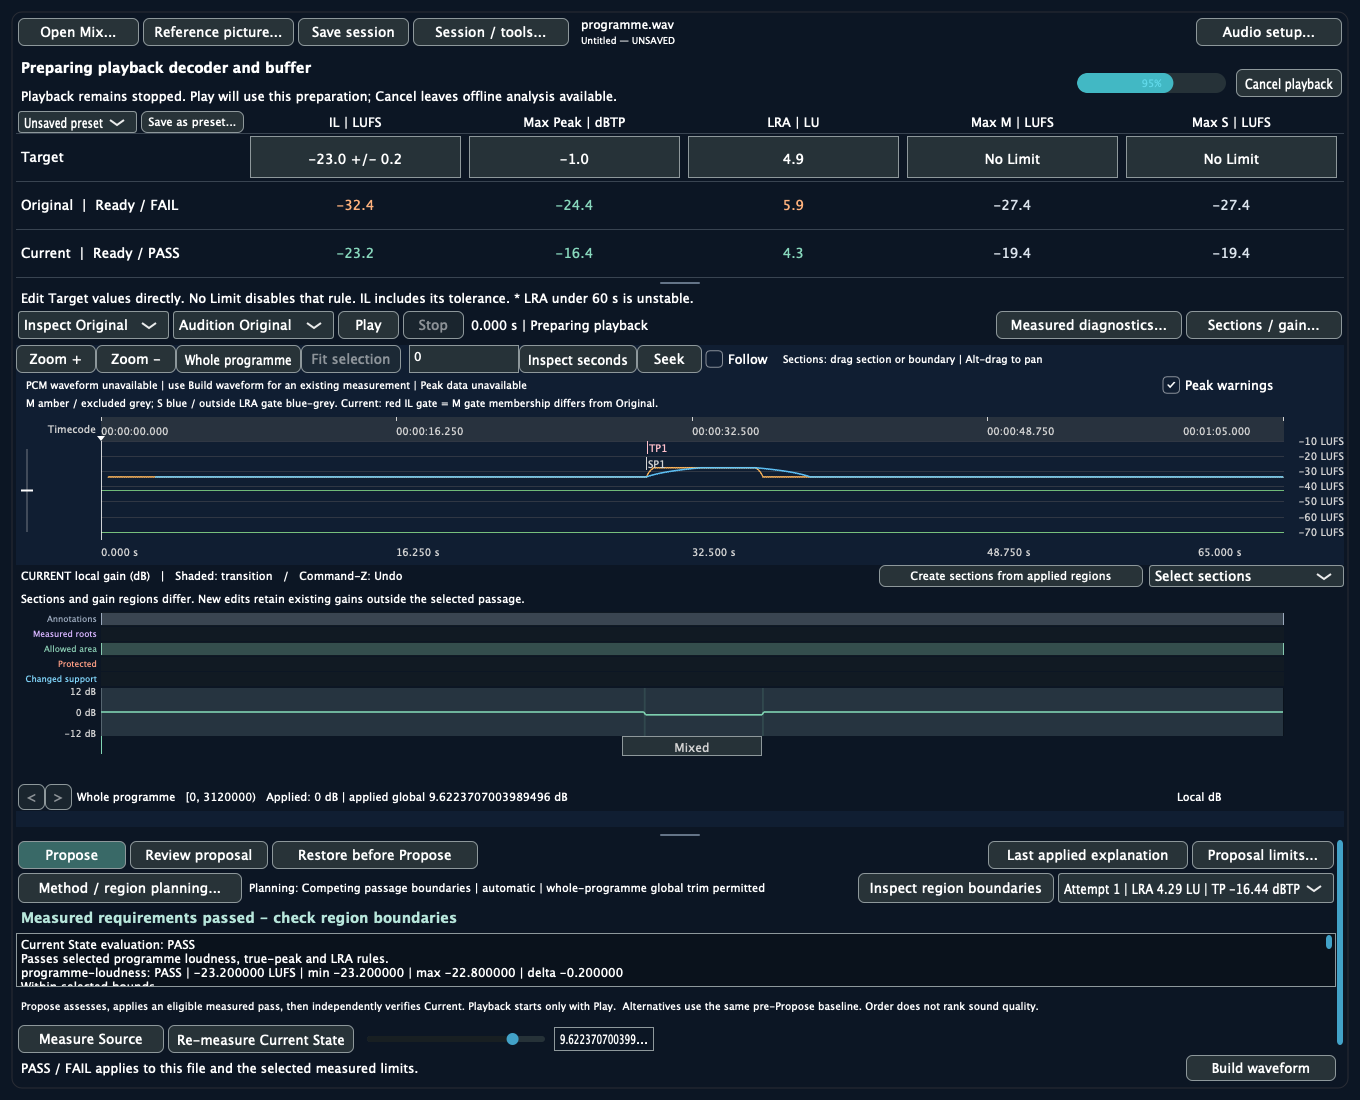 Open Mix... Reference picture... Save session Session / tools... programme.wav Audio setup...
Untitled — UNSAVED
Preparing playback decoder and buffer
95% Cancel playback
Playback remains stopped. Play will use this preparation; Cancel leaves offline analysis available.
Unsaved preset Save as preset... IL | LUFS Max Peak | dBTP LRA | LU Max M | LUFS Max S | LUFS
Target -23.0 +/- 0.2 -1.0 4.9 No Limit No Limit
Original | Ready / FAIL -32.4 -24.4 5.9 -27.4 -27.4
Current | Ready / PASS -23.2 -16.4 4.3 -19.4 -19.4
Edit Target values directly. No Limit disables that rule. IL includes its tolerance. * LRA under 60 s is unstable.
Inspect Original Audition Original Play Stop 0.000 s | Preparing playback Measured diagnostics... Sections / gain...
Zoom + Zoom - Whole programme Fit selection 0 Inspect seconds Seek Follow Sections: drag section or boundary | Alt-drag to pan
PCM waveform unavailable | use Build waveform for an existing measurement | Peak data unavailable Peak warnings
M amber / excluded grey; S blue / outside LRA gate blue-grey. Current: red IL gate = M gate membership differs from Original.
Timecode 00:00:00.000 00:00:16.250 00:00:32.500 00:00:48.750 00:01:05.000
-10 LUFS
TP1
-20 LUFS
SP1
-30 LUFS
-40 LUFS
-50 LUFS
-60 LUFS
-70 LUFS
0.000 s 16.250 s 32.500 s 48.750 s 65.000 s
CURRENT local gain (dB) | Shaded: transition / Command-Z: Undo Create sections from applied regions Select sections
Sections and gain regions differ. New edits retain existing gains outside the selected passage.
Annotations
Measured roots
Allowed area
Protected
Changed support
12 dB
0 dB
-12 dB
Mixed
< > Whole programme [0, 3120000) Applied: 0 dB | applied global 9.6223707003989496 dB Local dB
Propose Review proposal Restore before Propose Last applied explanation Proposal limits...
Method / region planning... Planning: Competing passage boundaries | automatic | whole-programme global trim permitted Inspect region boundaries Attempt 1 | LRA 4.29 LU | TP -16.44 dBTP
Measured requirements passed - check region boundaries
Current State evaluation: PASS
Passes selected programme loudness, true-peak and LRA rules.
programme-loudness: PASS | -23.200000 LUFS | min -23.200000 | max -22.800000 | delta -0.200000
Within selected bounds
Propose assesses, applies an eligible measured pass, then independently verifies Current. Playback starts only with Play. Alternatives use the same pre-Propose baseline. Order does not rank sound quality.
Measure Source Re-measure Current State 9.622370700399...
PASS / FAIL applies to this file and the selected measured limits. Build waveform